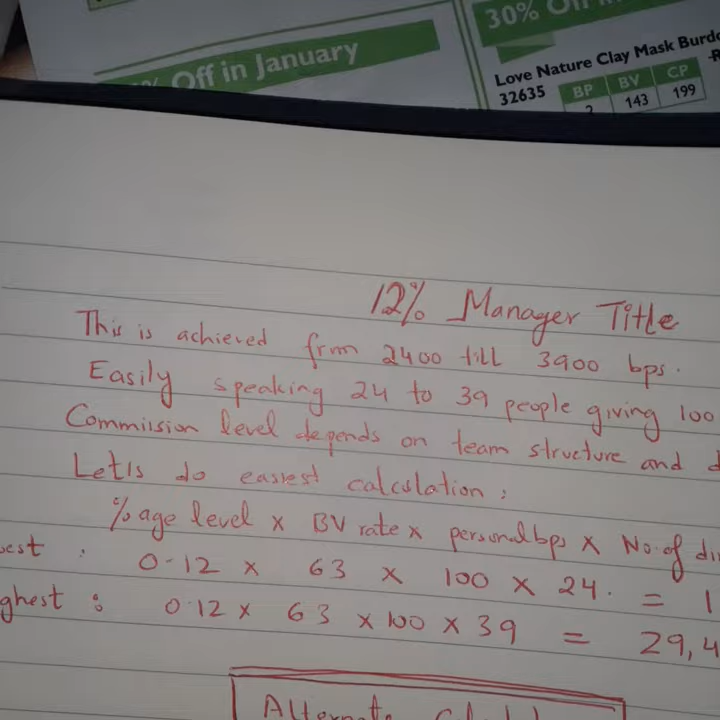 % Off in January
30% Off
Love Nature Clay Mask
32635
BP BV CP
2 143 199
12% Manager Title
This is achieved from 2400 till 3900 bps.
Easily speaking 24 to 39 people giving 100
Commiision level depends on team structure and
Let's do easiest calculation :
%age level x BV rate x personal bps x No. of
: 0.12 x 63 x 100 x 24. = 1
: 0.12 x 63 x 100 x 39 = 29,4